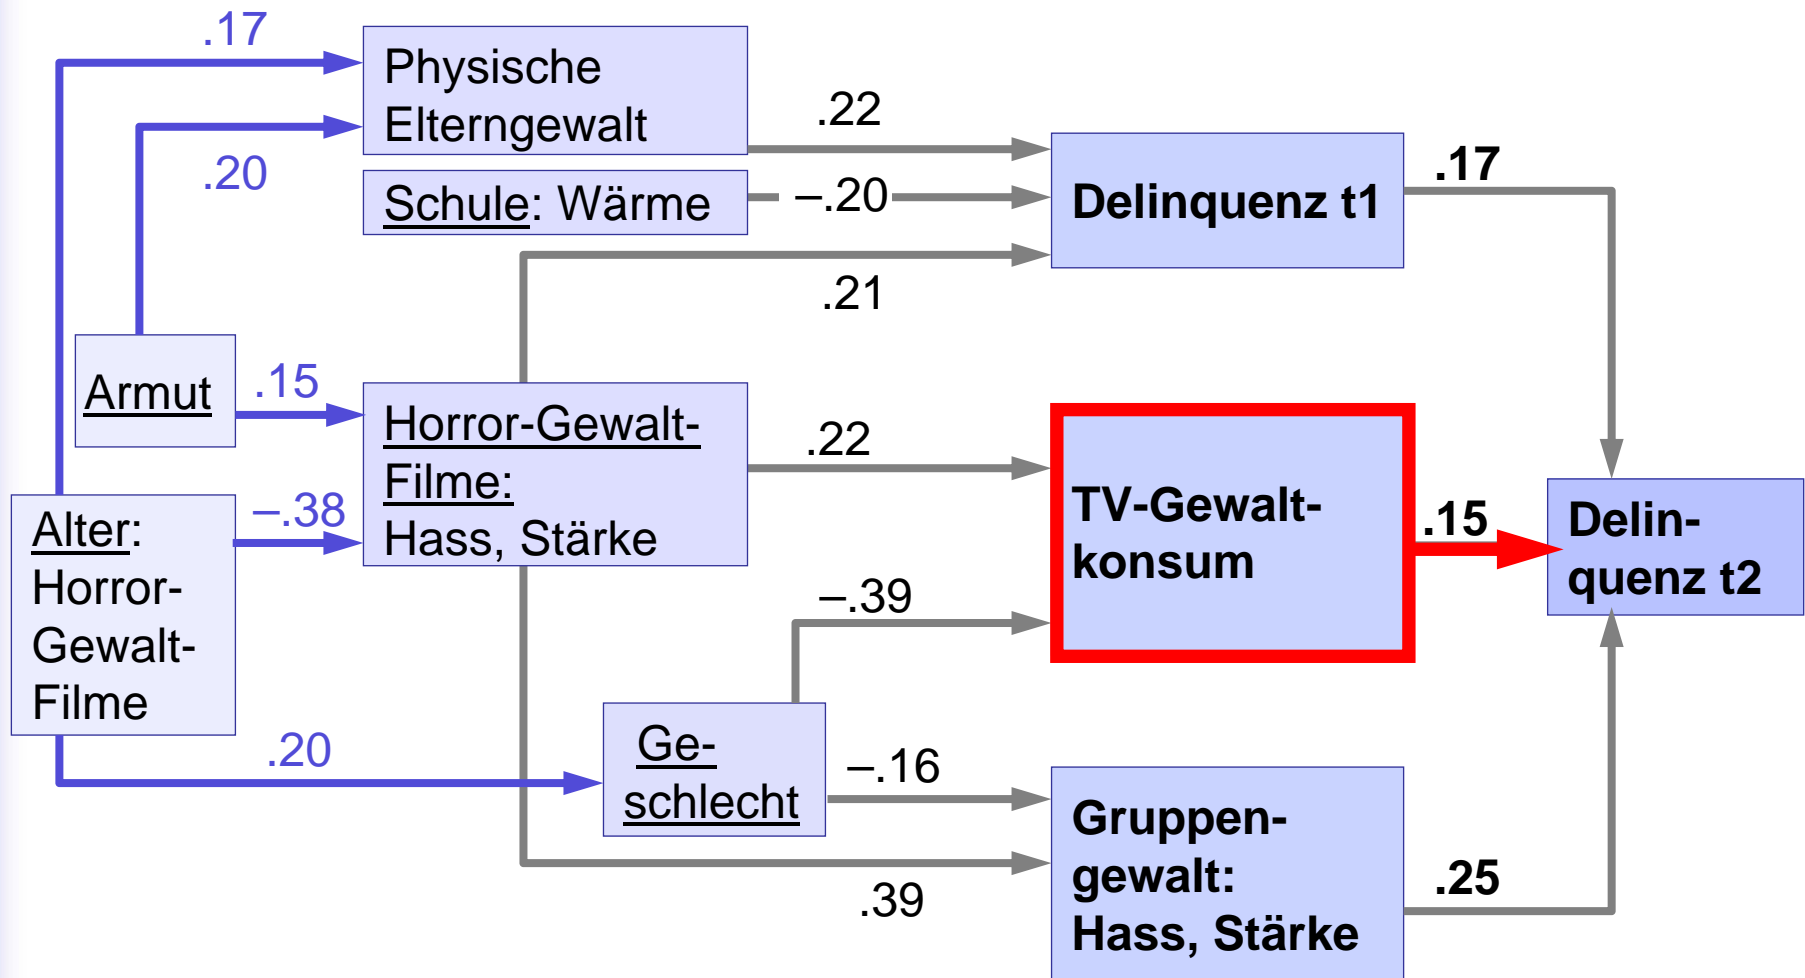 .17
Physische
Elterngewalt
.22
.17
.20
Schule: Wärme
–.20
Delinquenz t1
.21
Armut
.15
Horror-Gewalt-
Filme:
Hass, Stärke
.22
TV-Gewalt-
konsum
.15
Delin-
quenz t2
Alter:
Horror-
Gewalt-
Filme
–.38
–.39
.20
Ge-
schlecht
–.16
Gruppen-
gewalt:
Hass, Stärke
.39
.25